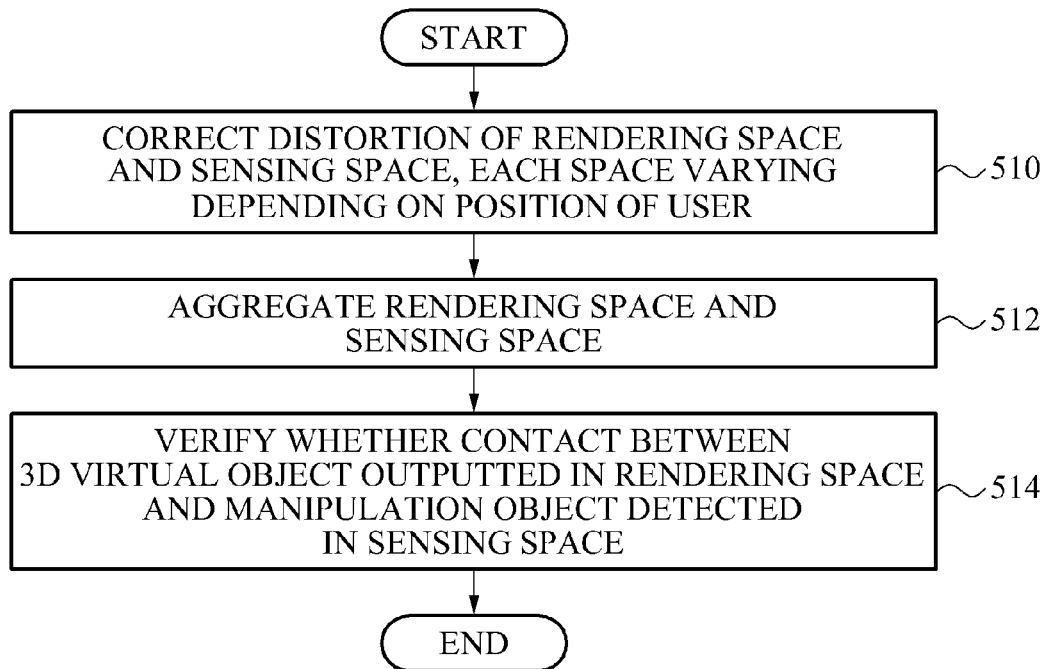 START
CORRECT DISTORTION OF RENDERING SPACE
AND SENSING SPACE, EACH SPACE VARYING
DEPENDING ON POSITION OF USER
510
AGGREGATE RENDERING SPACE AND
SENSING SPACE
512
VERIFY WHETHER CONTACT BETWEEN
3D VIRTUAL OBJECT OUTPUTTED IN RENDERING SPACE
AND MANIPULATION OBJECT DETECTED
IN SENSING SPACE
514
END